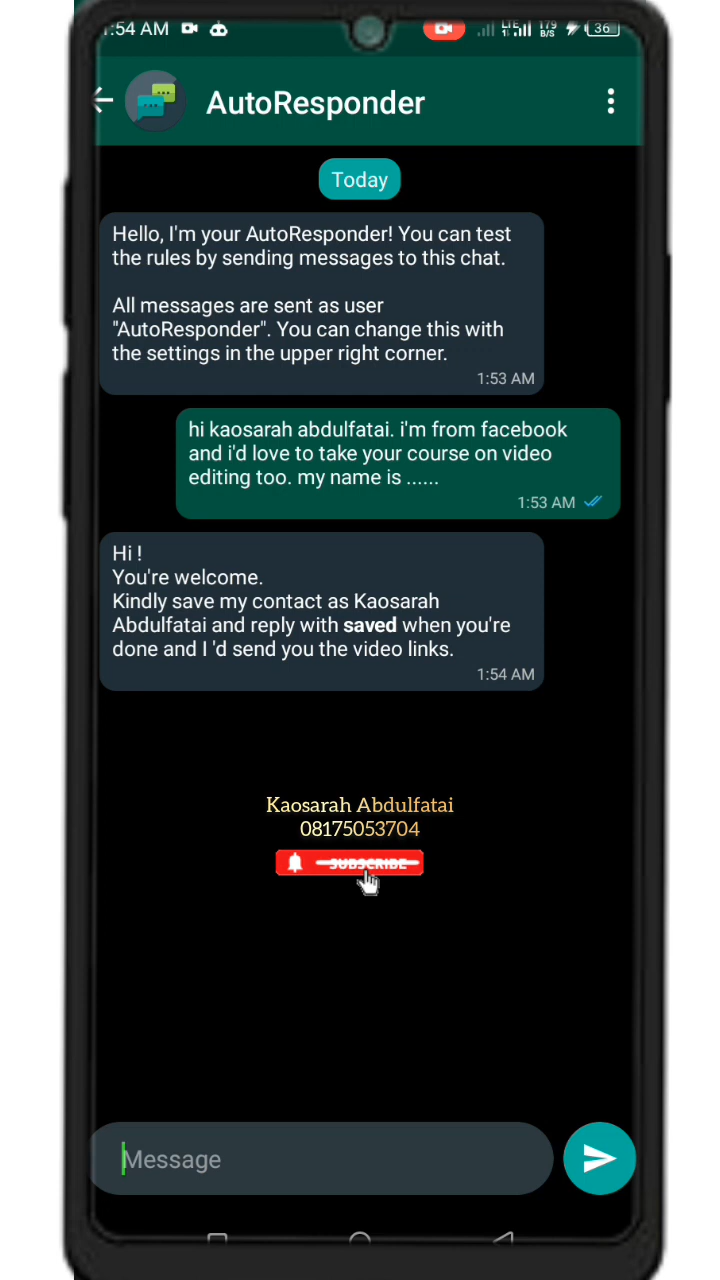 :54 AM
LTE 179 B/S 36
AutoResponder
Today
Hello, I'm your AutoResponder! You can test
the rules by sending messages to this chat.
All messages are sent as user
"AutoResponder". You can change this with
the settings in the upper right corner.
1:53 AM
hi kaosarah abdulfatai. i'm from facebook
and i'd love to take your course on video
editing too. my name is ......
1:53 AM
Hi !
You're welcome.
Kindly save my contact as Kaosarah
Abdulfatai and reply with saved when you're
done and I 'd send you the video links.
1:54 AM
Kaosarah Abdulfatai
08175053704
SUBSCRIBE
Message